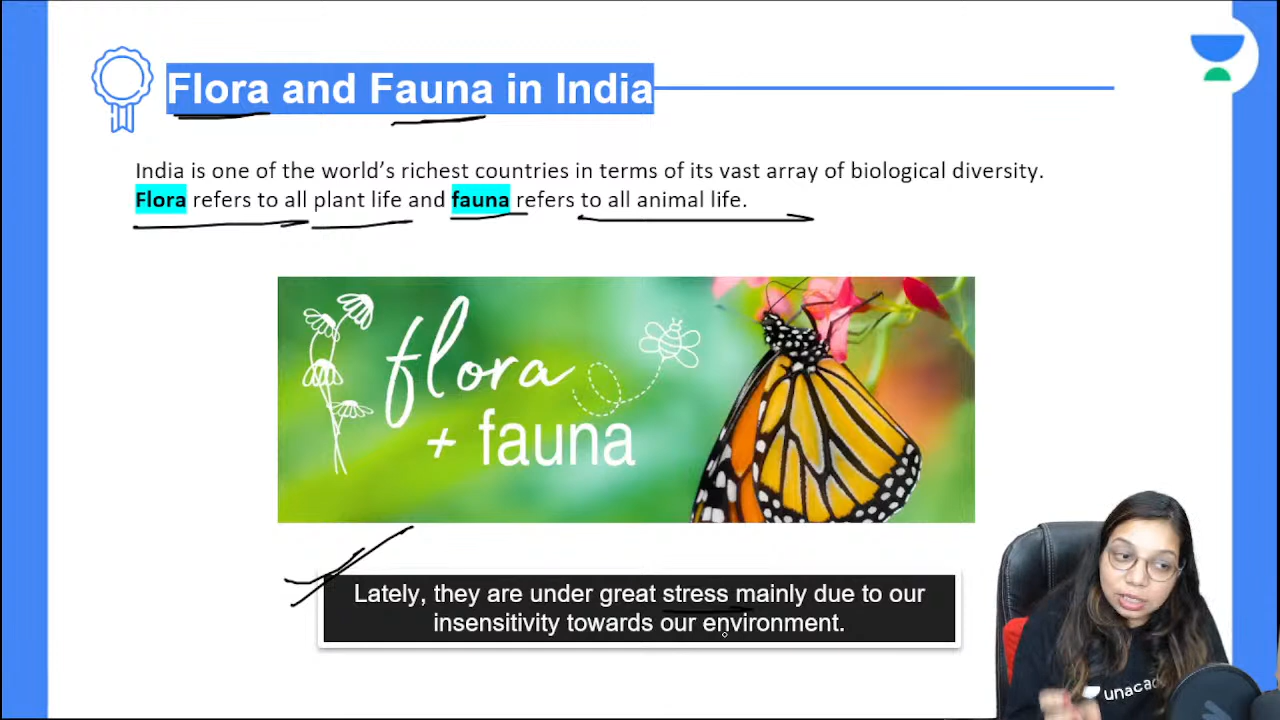 Flora and Fauna in India
India is one of the world's richest countries in terms of its vast array of biological diversity.
Flora refers to all plant life and fauna refers to all animal life.
flora
+ fauna
Lately, they are under great stress mainly due to our
insensitivity towards our environment.